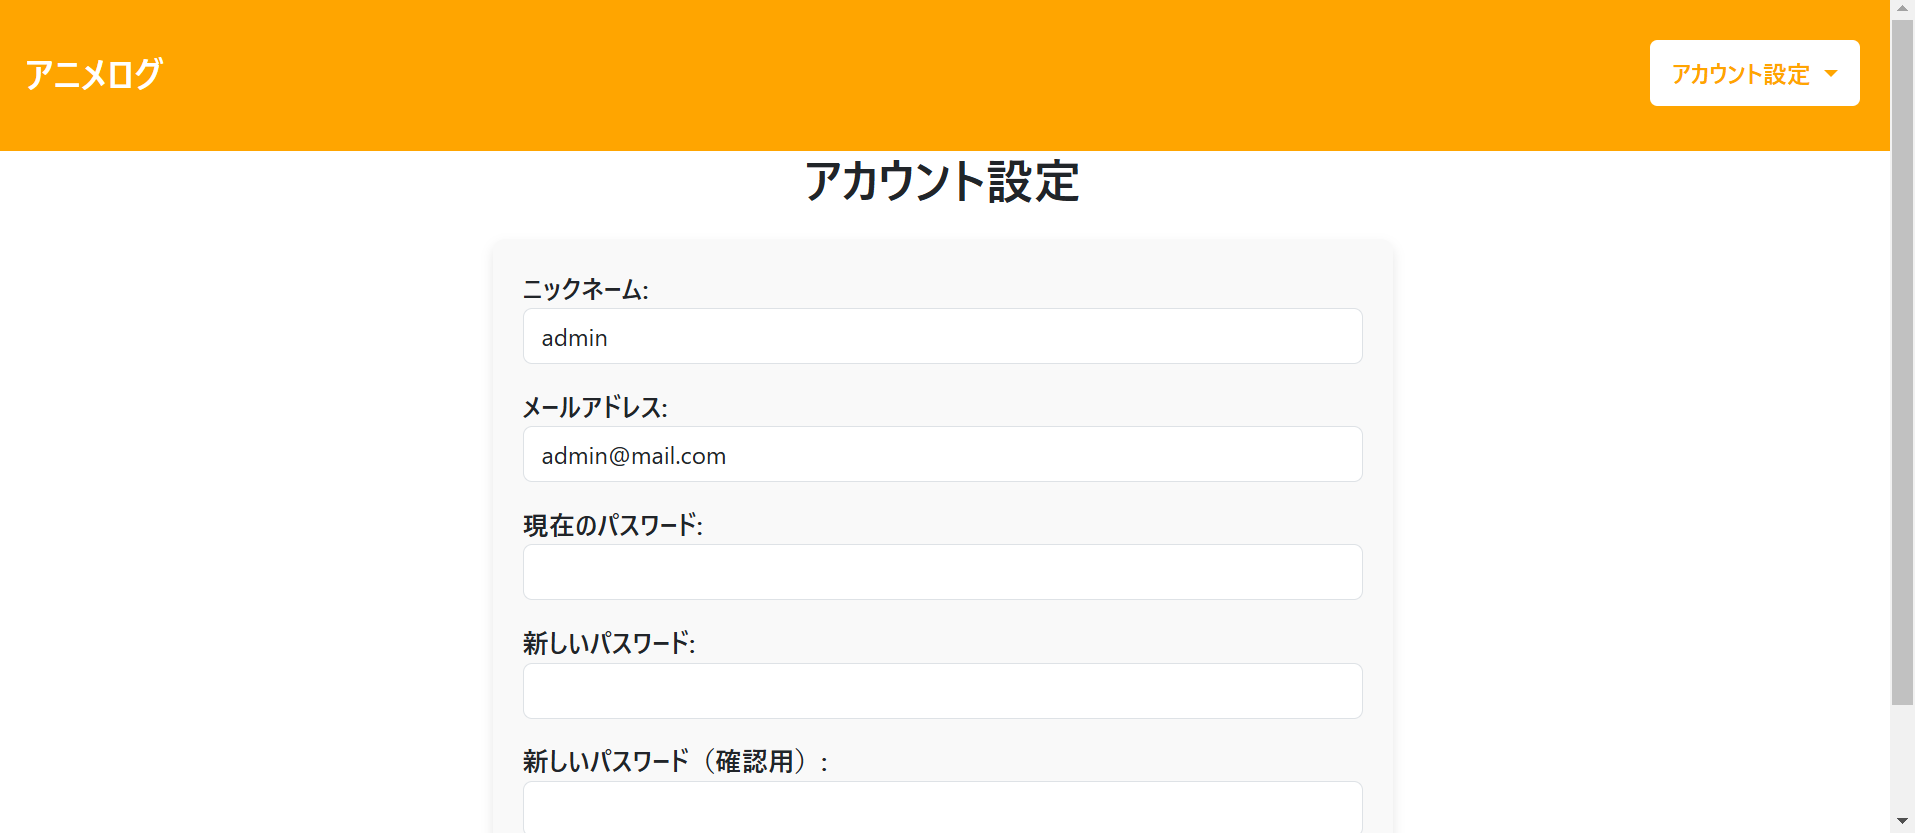 アニメログ
アカウント設定
アカウント設定
ニックネーム:
admin
メールアドレス:
admin@mail.com
現在のパスワード:
新しいパスワード:
新しいパスワード（確認用）: